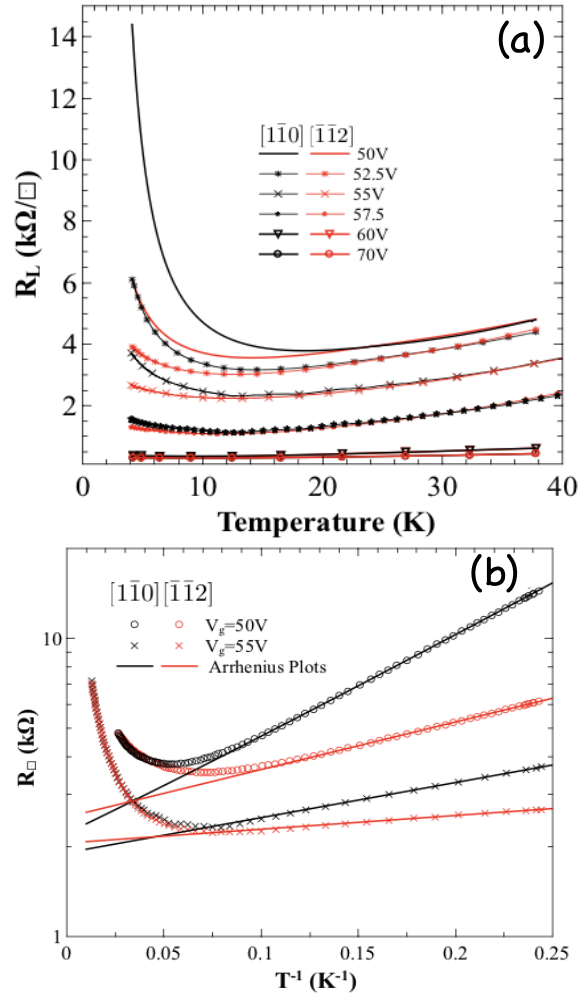 (a)
14
12
10
8
6
4
2
R_L (kΩ/□)
[11̄0] [1̄1̄2]
50V
52.5V
55V
57.5
60V
70V
0 10 20 30 40
Temperature (K)
(b)
[11̄0] [1̄1̄2]
V_g=50V
V_g=55V
Arrhenius Plots
10
R_□ (kΩ)
1
0 0.05 0.1 0.15 0.2 0.25
T⁻¹ (K⁻¹)